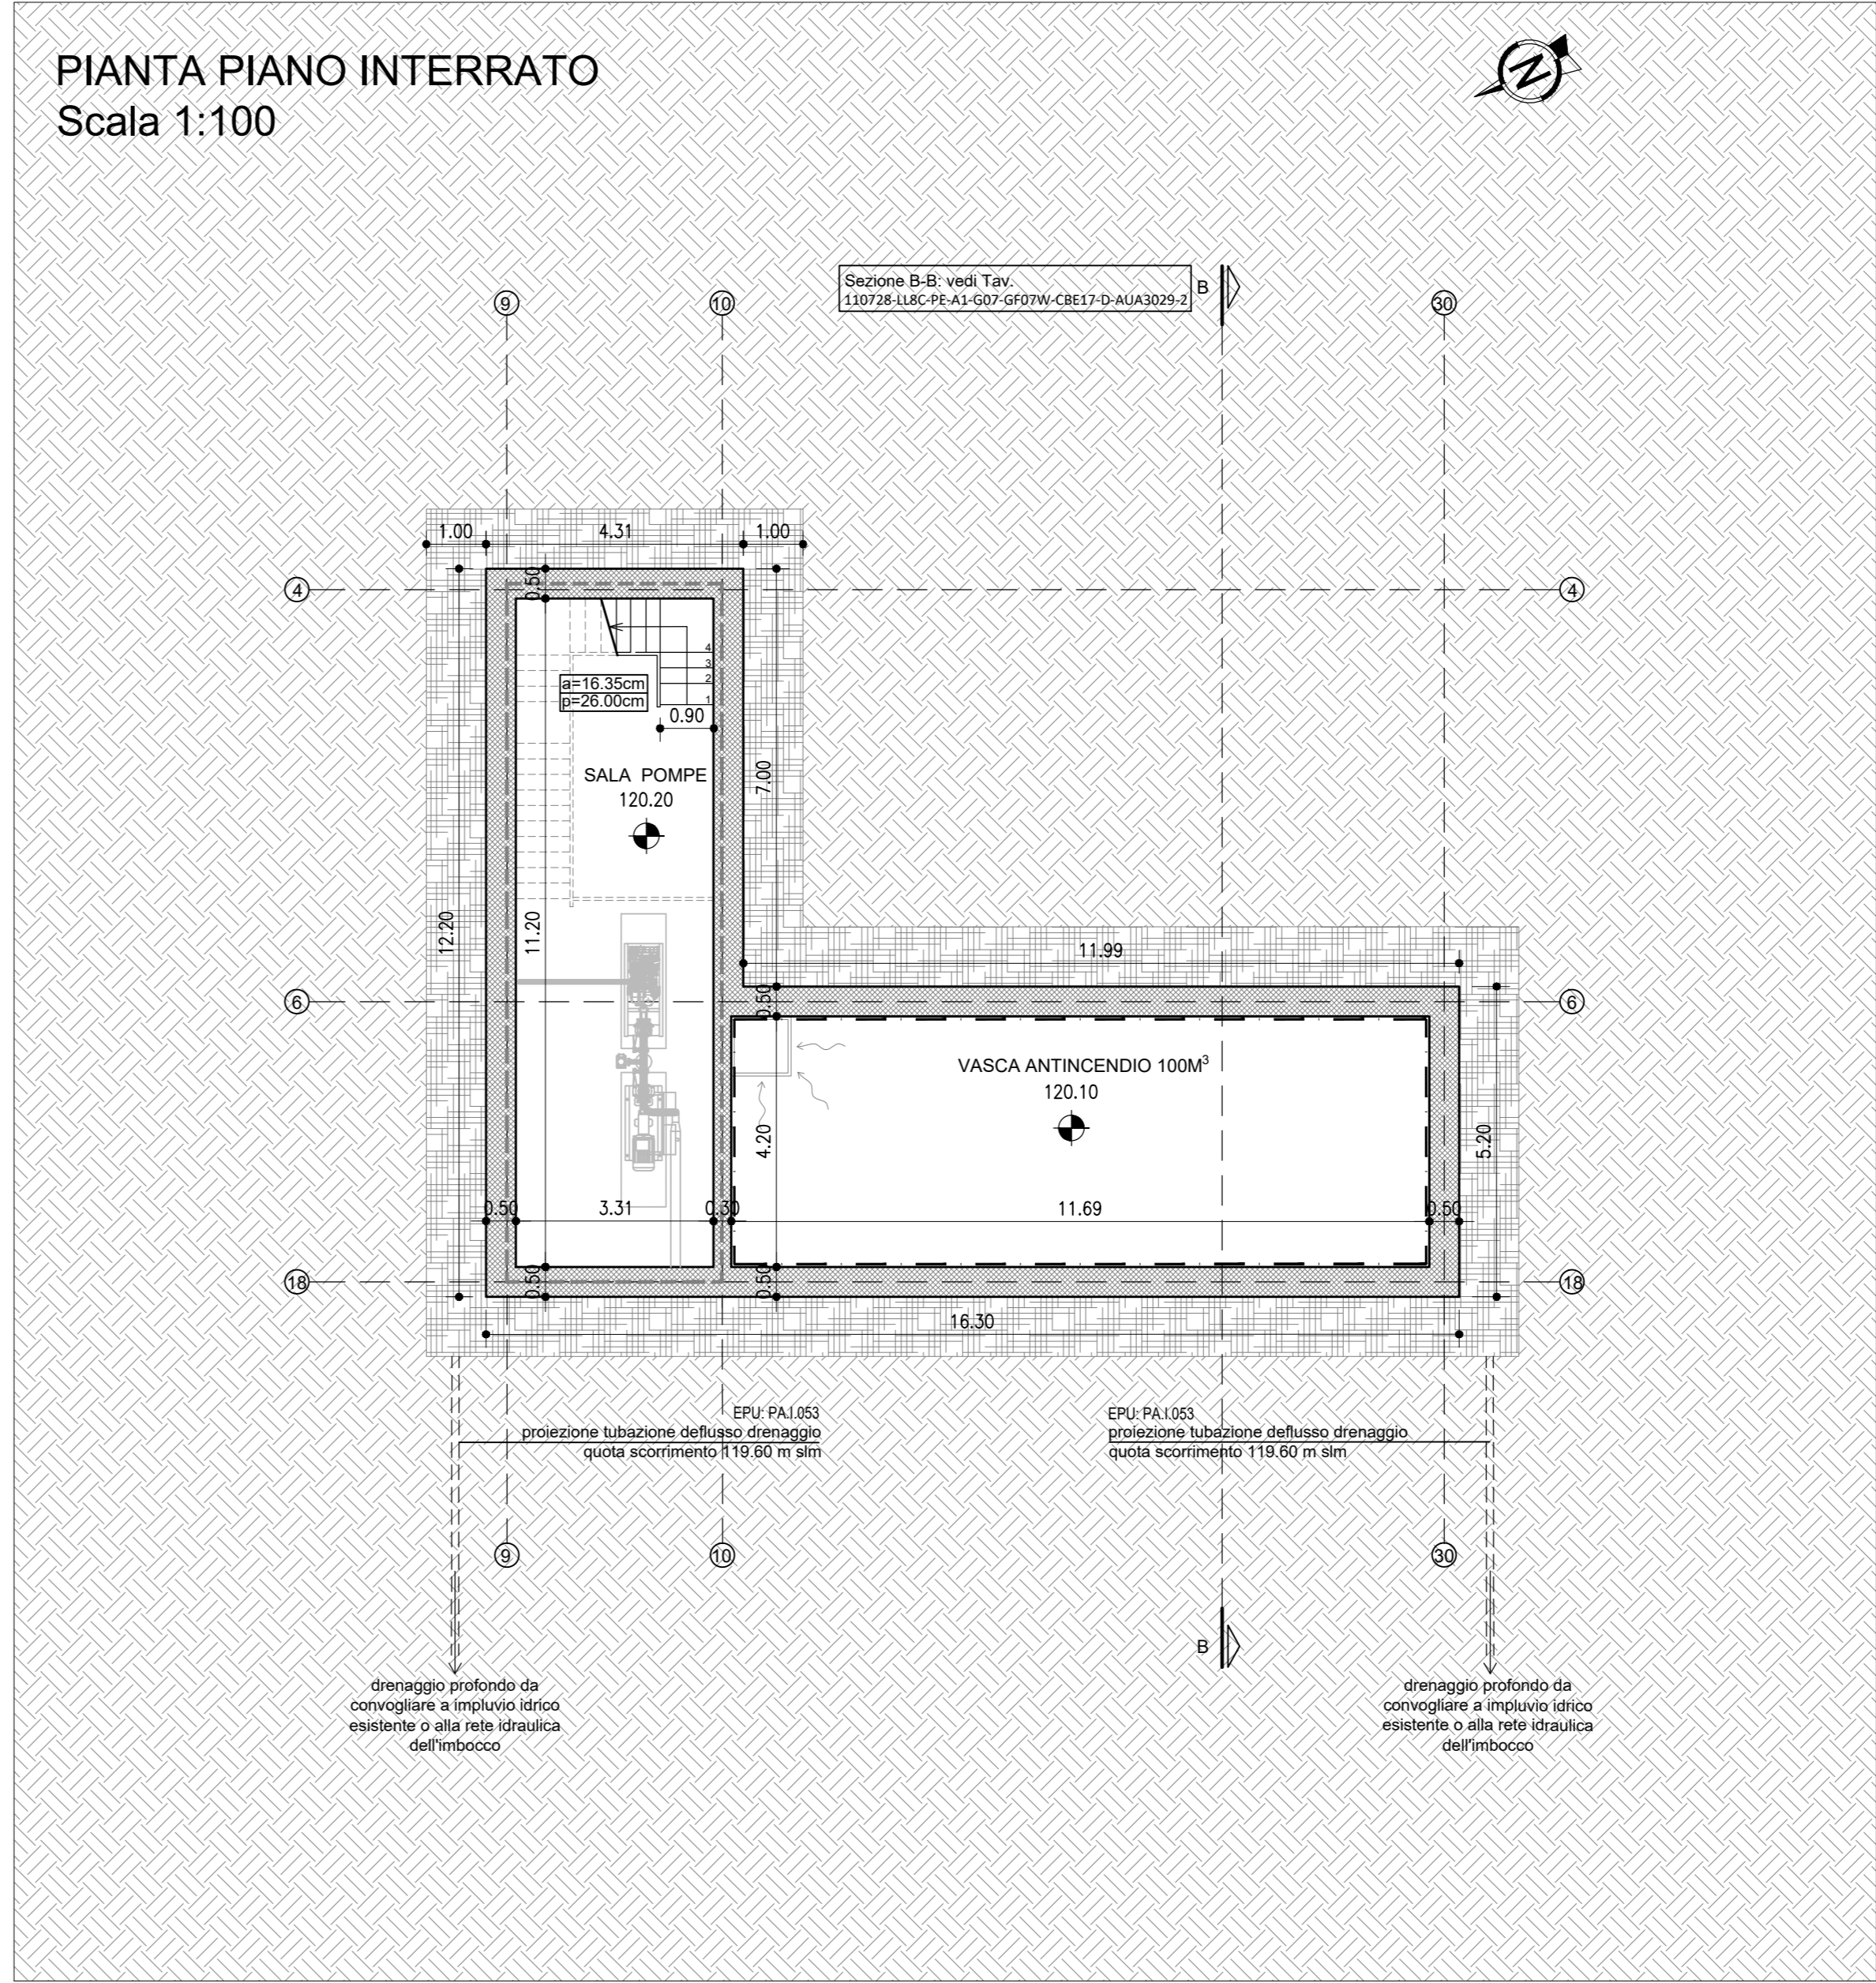 PIANTA PIANO INTERRATO
Scala 1:100
N
Sezione B-B: vedi Tav.
110728-LL8C-PE-A1-G07-GF07W-CBE17-D-AUA3029-2
B
9
10
30
1.00
4.31
1.00
0.50
4
4
4
3
2
1
a=16.35cm
p=26.00cm
0.90
SALA POMPE
120.20
7.00
12.20
11.20
11.99
6
0.50
6
VASCA ANTINCENDIO 100M³
120.10
4.20
5.20
0.50
3.31
0.30
11.69
0.50
18
0.50
0.50
18
16.30
EPU: PA.I.053
proiezione tubazione deflusso drenaggio
quota scorrimento 119.60 m slm
EPU: PA.I.053
proiezione tubazione deflusso drenaggio
quota scorrimento 119.60 m slm
9
10
30
B
drenaggio profondo da
convogliare a impluvio idrico
esistente o alla rete idraulica
dell'imbocco
drenaggio profondo da
convogliare a impluvio idrico
esistente o alla rete idraulica
dell'imbocco